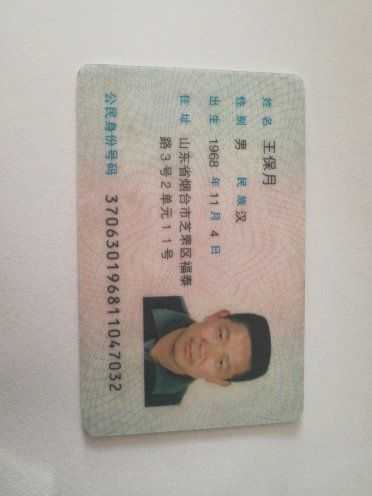 姓名 王保月
性别 男 民族 汉
出生 1968 年 11 月 4 日
住址 山东省烟台市芝罘区福泰
路3号2单元11号
公民身份号码 370630196811047032